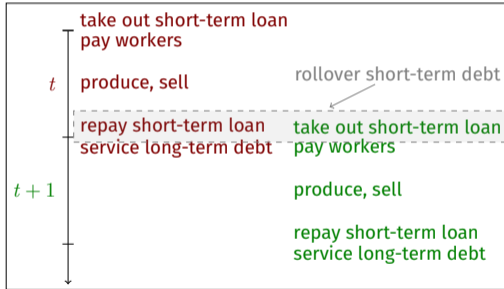 take out short-term loan
pay workers
t
produce, sell
rollover short-term debt
repay short-term loan
service long-term debt
take out short-term loan
pay workers
t + 1
produce, sell
repay short-term loan
service long-term debt